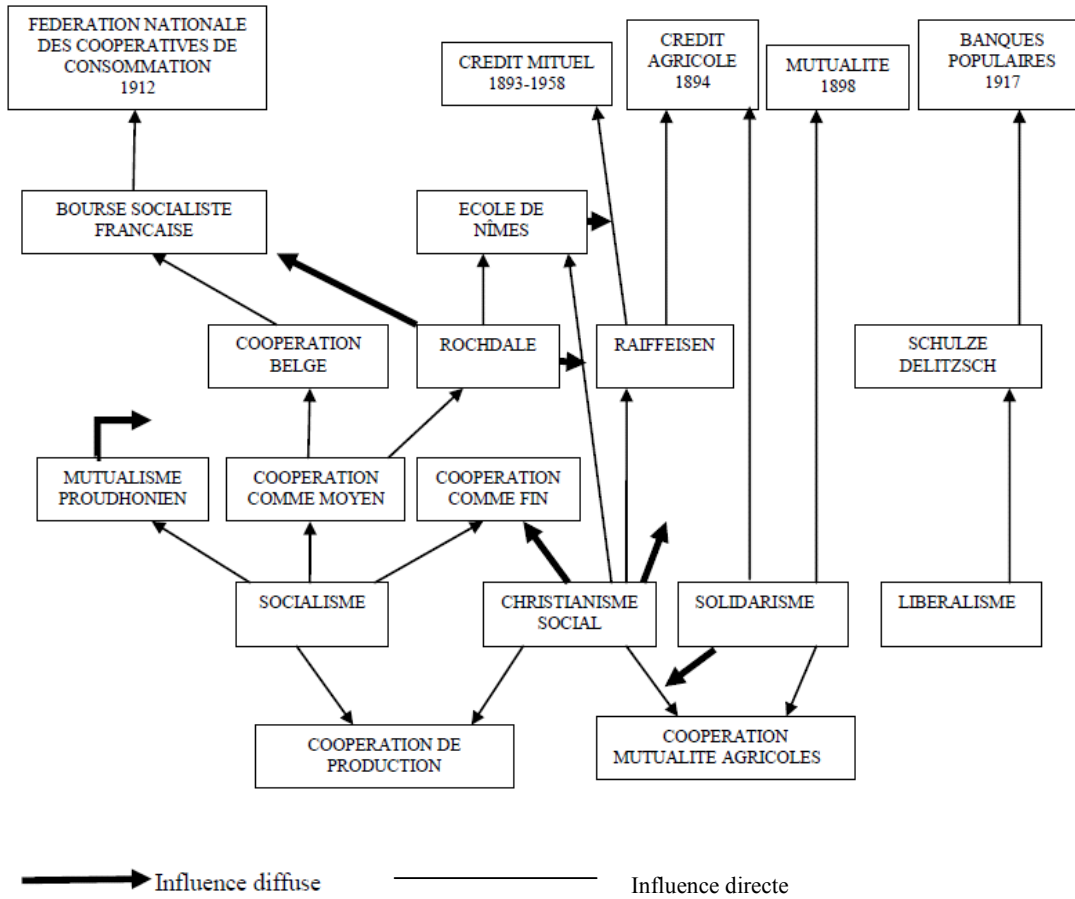 FEDERATION NATIONALE
DES COOPERATIVES DE
CONSOMMATION
1912
CREDIT MITUEL
1893-1958
CREDIT
AGRICOLE
1894
MUTUALITE
1898
BANQUES
POPULAIRES
1917
BOURSE SOCIALISTE
FRANCAISE
ECOLE DE
NÎMES
COOPERATION
BELGE
ROCHDALE
RAIFFEISEN
SCHULZE
DELITZSCH
MUTUALISME
PROUDHONIEN
COOPERATION
COMME MOYEN
COOPERATION
COMME FIN
SOCIALISME
CHRISTIANISME
SOCIAL
SOLIDARISME
LIBERALISME
COOPERATION DE
PRODUCTION
COOPERATION
MUTUALITE AGRICOLES
Influence diffuse
Influence directe